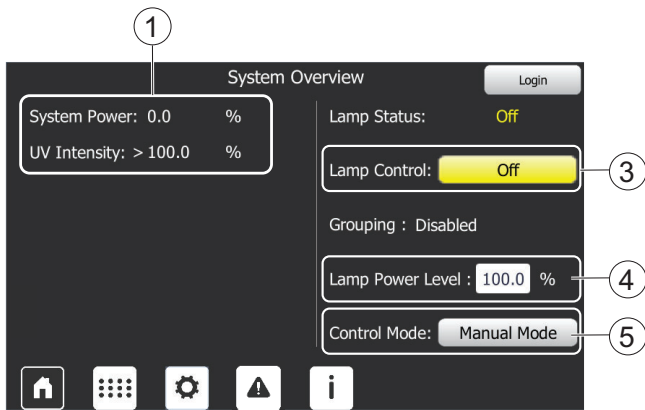 1
System Overview
Login
System Power: 0.0 %
UV Intensity: > 100.0 %
Lamp Status: Off
Lamp Control: Off
3
Grouping : Disabled
Lamp Power Level : 100.0 %
4
Control Mode: Manual Mode
5
i